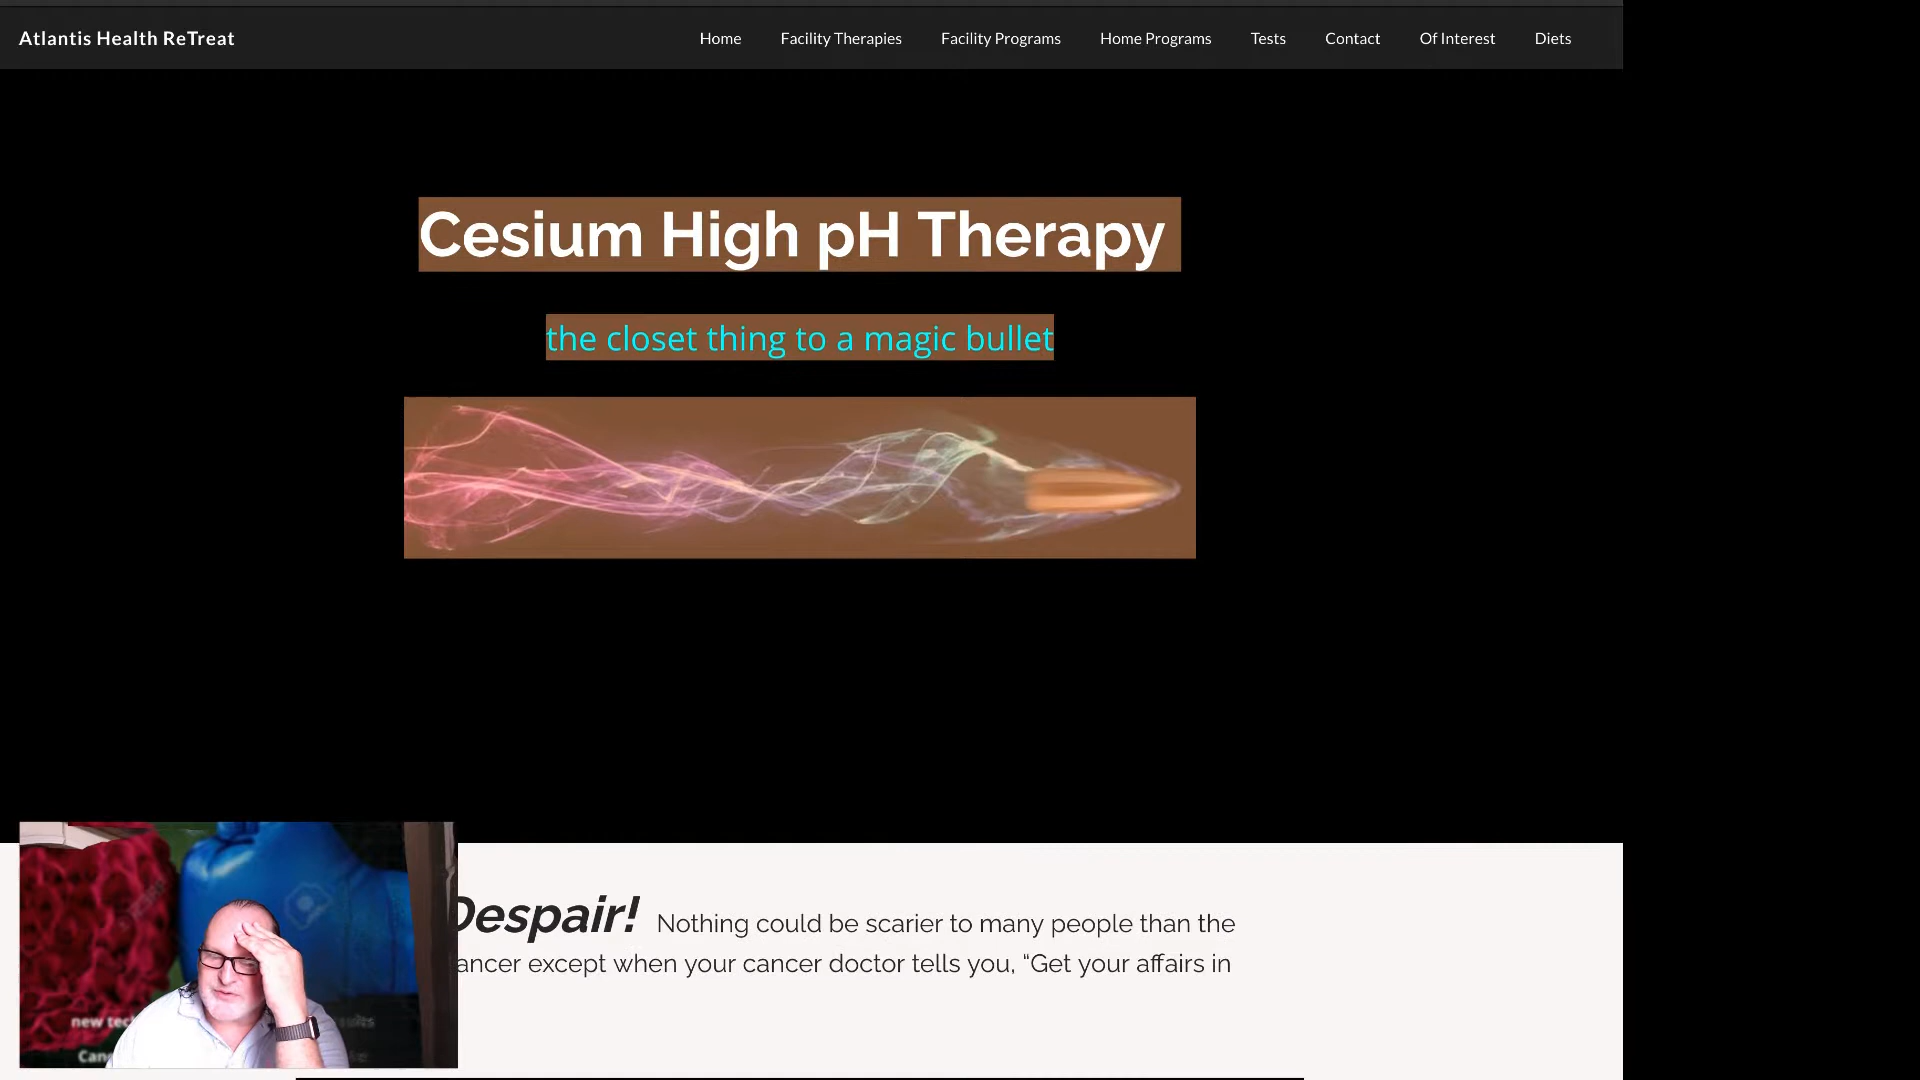 Atlantis Health ReTreat
Home Facility Therapies Facility Programs Home Programs Tests Contact Of Interest Diets
Cesium High pH Therapy
the closet thing to a magic bullet
Despair! Nothing could be scarier to many people than the
ancer except when your cancer doctor tells you, “Get your affairs in
new